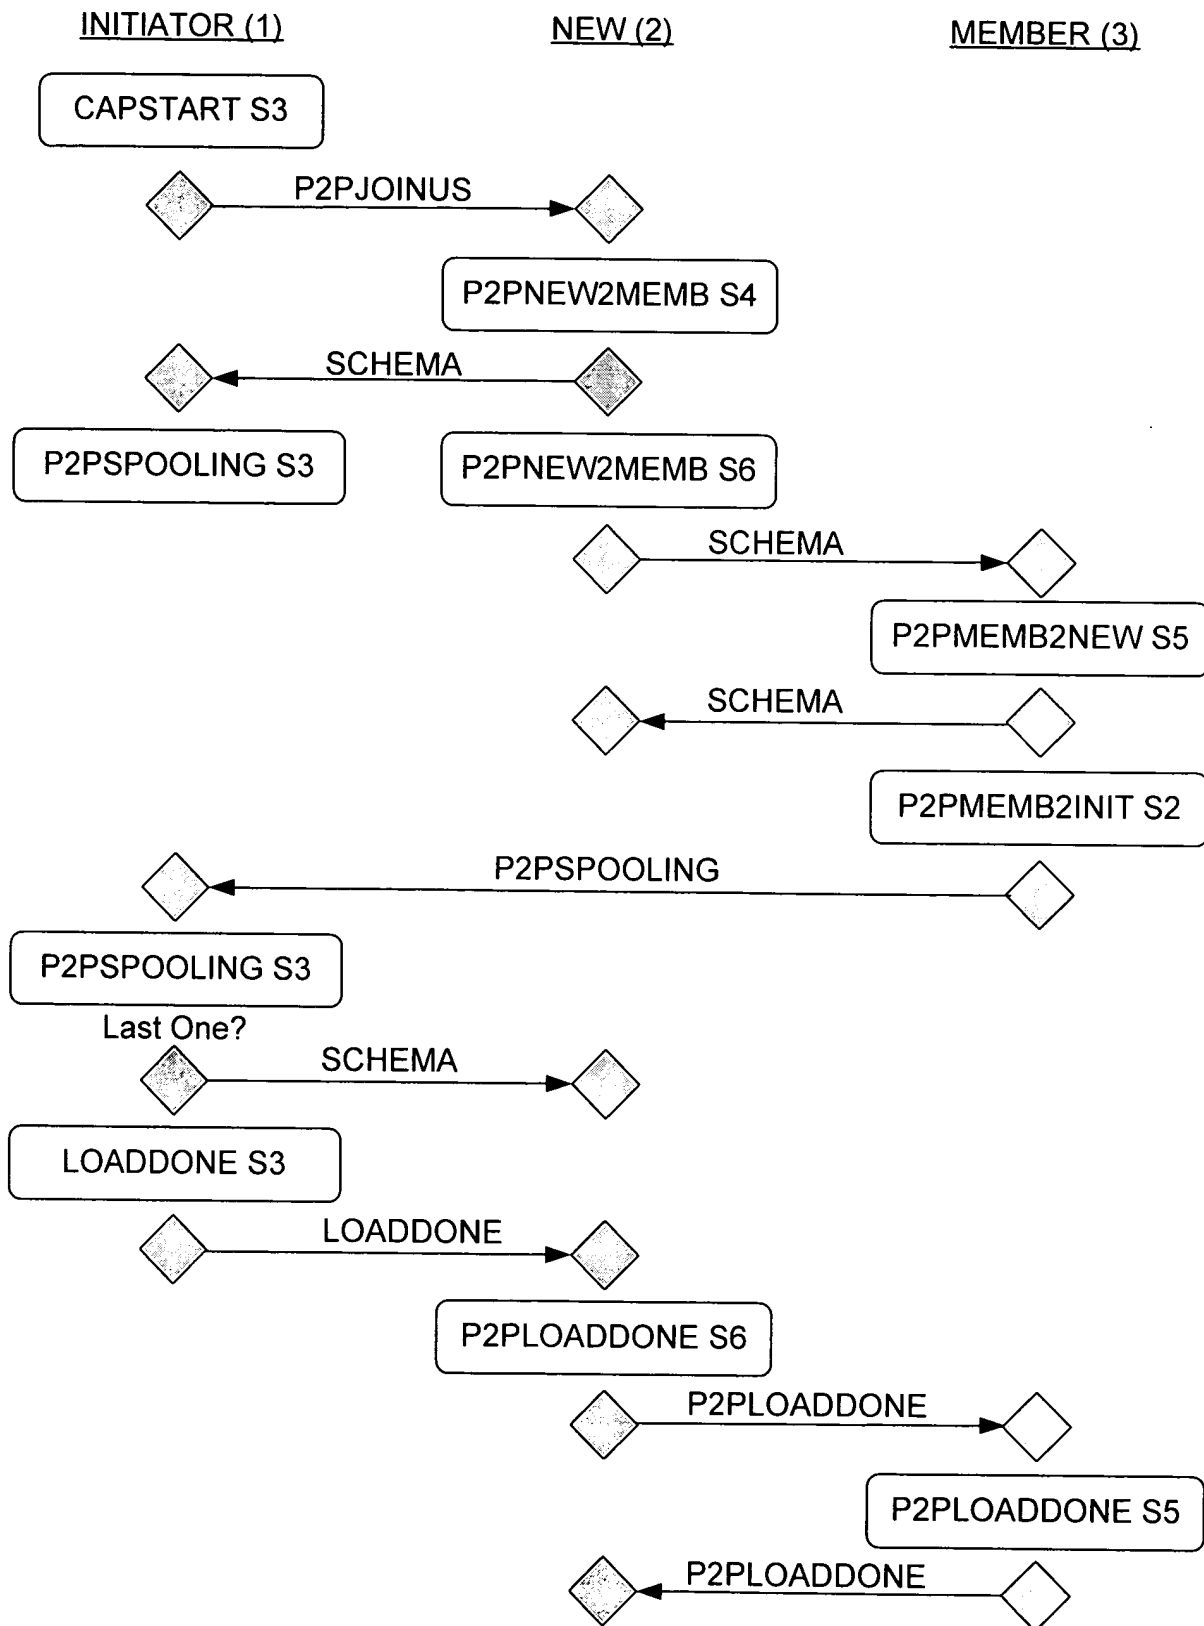 INITIATOR (1)
NEW (2)
MEMBER (3)
CAPSTART S3
P2PJOINUS
P2PNEW2MEMB S4
SCHEMA
P2PSPOOLING S3
P2PNEW2MEMB S6
SCHEMA
P2PMEMB2NEW S5
SCHEMA
P2PMEMB2INIT S2
P2PSPOOLING
P2PSPOOLING S3
Last One?
SCHEMA
LOADDONE S3
LOADDONE
P2PLOADDONE S6
P2PLOADDONE
P2PLOADDONE S5
P2PLOADDONE